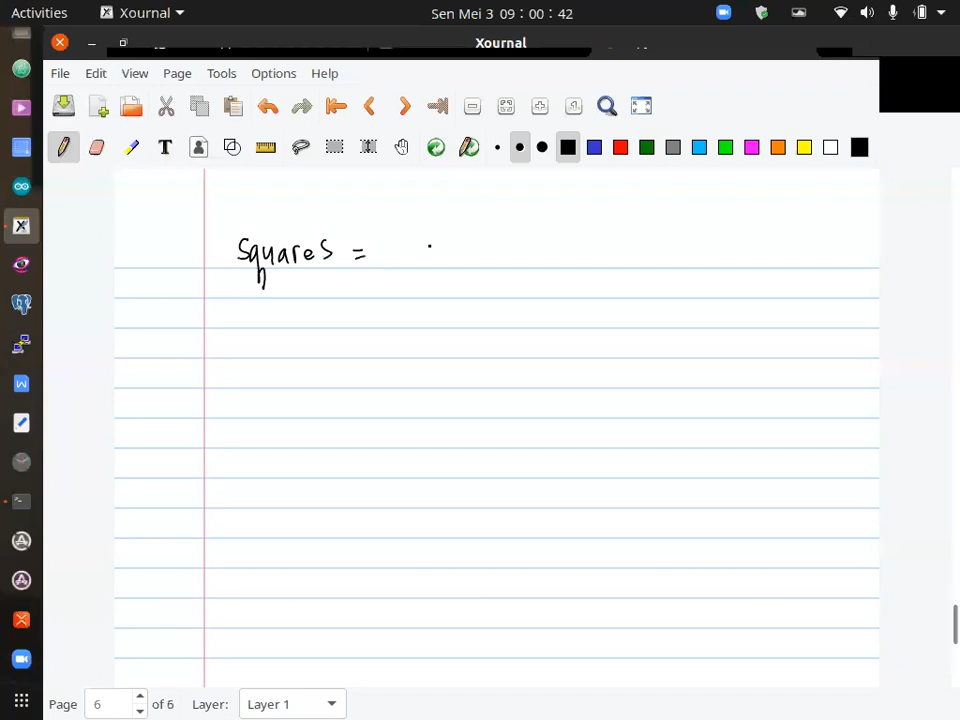 Activities Xournal Sen Mei 3 09:00:42
Xournal
File Edit View Page Tools Options Help
squares =
Page 6 of 6 Layer: Layer 1